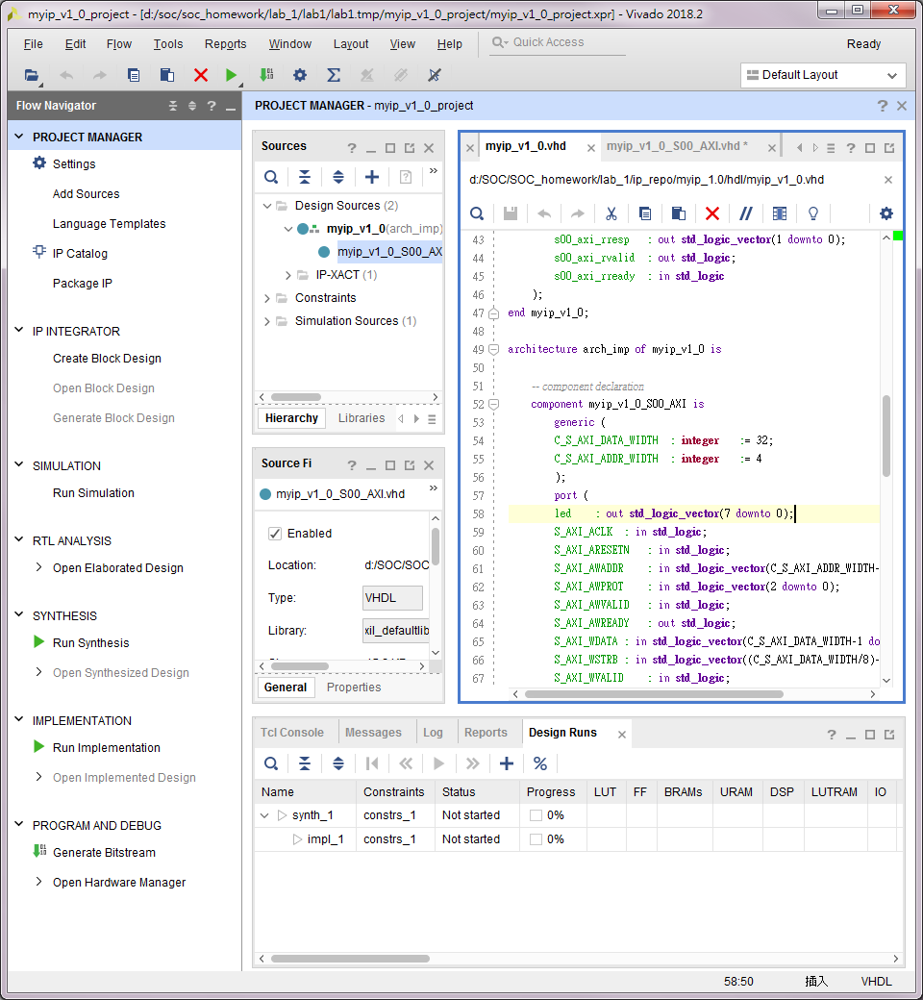 myip_v1_0_project - [d:/soc/soc_homework/lab_1/lab1/lab1.tmp/myip_v1_0_project/myip_v1_0_project.xpr] - Vivado 2018.2
File Edit Flow Tools Reports Window Layout View Help Quick Access Ready
Default Layout
Flow Navigator
PROJECT MANAGER
Settings
Add Sources
Language Templates
IP Catalog
Package IP
IP INTEGRATOR
Create Block Design
Open Block Design
Generate Block Design
SIMULATION
Run Simulation
RTL ANALYSIS
Open Elaborated Design
SYNTHESIS
Run Synthesis
Open Synthesized Design
IMPLEMENTATION
Run Implementation
Open Implemented Design
PROGRAM AND DEBUG
Generate Bitstream
Open Hardware Manager
PROJECT MANAGER - myip_v1_0_project
Sources
Design Sources (2)
myip_v1_0(arch_imp)
myip_v1_0_S00_AX
IP-XACT (1)
Constraints
Simulation Sources (1)
Hierarchy Libraries
Source Fi
myip_v1_0_S00_AXI.vhd
Enabled
Location: d:/SOC/SOC
Type: VHDL
Library: xil_defaultlib
General Properties
myip_v1_0.vhd myip_v1_0_S00_AXI.vhd *
d:/SOC/SOC_homework/lab_1/ip_repo/myip_1.0/hdl/myip_v1_0.vhd
43 s00_axi_rresp : out std_logic_vector(1 downto 0);
44 s00_axi_rvalid : out std_logic;
45 s00_axi_rready : in std_logic
46 );
47 end myip_v1_0;
48
49 architecture arch_imp of myip_v1_0 is
50
51 -- component declaration
52 component myip_v1_0_S00_AXI is
53 generic (
54 C_S_AXI_DATA_WIDTH : integer := 32;
55 C_S_AXI_ADDR_WIDTH : integer := 4
56 );
57 port (
58 led : out std_logic_vector(7 downto 0);
59 S_AXI_ACLK : in std_logic;
60 S_AXI_ARESETN : in std_logic;
61 S_AXI_AWADDR : in std_logic_vector(C_S_AXI_ADDR_WIDTH-
62 S_AXI_AWPROT : in std_logic_vector(2 downto 0);
63 S_AXI_AWVALID : in std_logic;
64 S_AXI_AWREADY : out std_logic;
65 S_AXI_WDATA : in std_logic_vector(C_S_AXI_DATA_WIDTH-1 do
66 S_AXI_WSTRB : in std_logic_vector((C_S_AXI_DATA_WIDTH/8)-
67 S_AXI_WVALID : in std_logic;
Tcl Console Messages Log Reports Design Runs
Name Constraints Status Progress LUT FF BRAMs URAM DSP LUTRAM IO
synth_1 constrs_1 Not started 0%
impl_1 constrs_1 Not started 0%
58:50 插入 VHDL